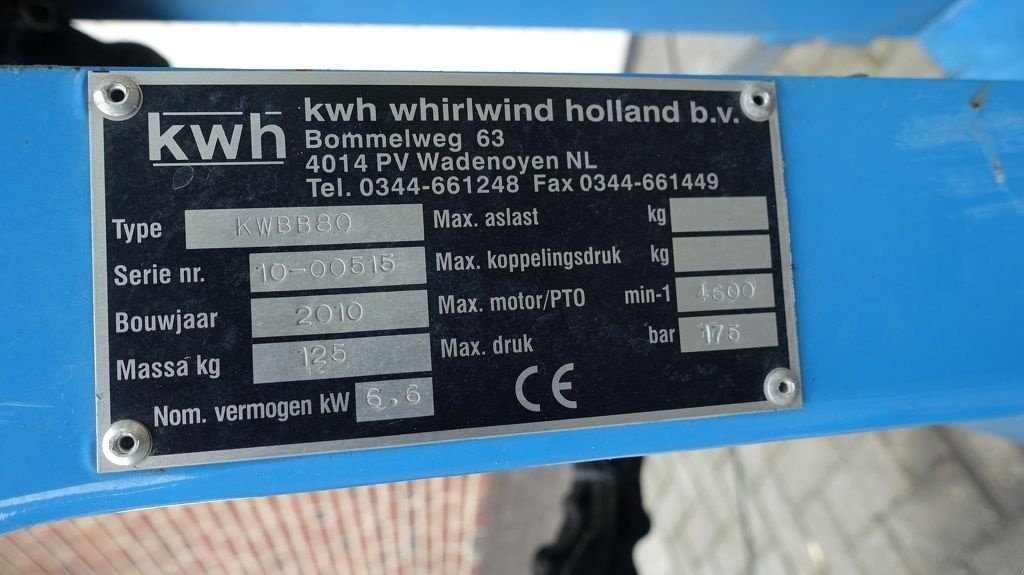 kwh
kwh whirlwind holland b.v.
Bommelweg 63
4014 PV Wadenoyen NL
Tel. 0344-661248 Fax 0344-661449
Type KWBB80
Serie nr. 10-00515
Bouwjaar 2010
Massa kg 125
Nom. vermogen kW 6,6
Max. aslast kg
Max. koppelingsdruk kg
Max. motor/PTO min-1 4600
Max. druk bar 175
CE